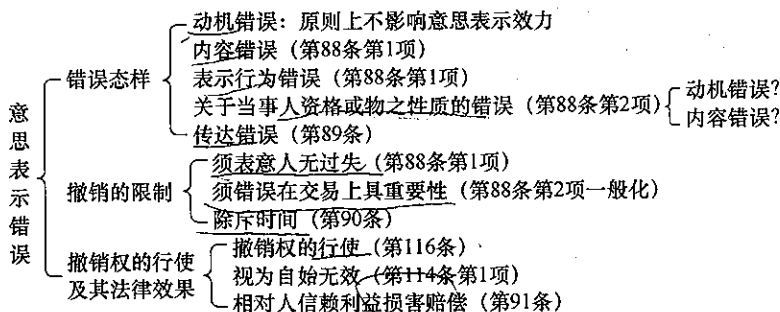 意思表示错误
错误态样
动机错误：原则上不影响意思表示效力
内容错误（第88条第1项）
表示行为错误（第88条第1项）
关于当事人资格或物之性质的错误（第88条第2项）
动机错误?
内容错误?
传达错误（第89条）
撤销的限制
须表意人无过失（第88条第1项）
须错误在交易上具重要性（第88条第2项一般化）
除斥时间（第90条）
撤销权的行使
及其法律效果
撤销权的行使（第116条）
视为自始无效（第114条第1项）
相对人信赖利益损害赔偿（第91条）